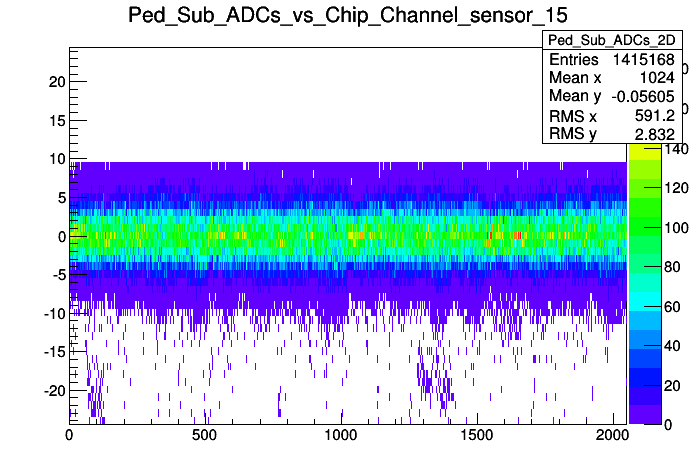 Ped_Sub_ADCs_vs_Chip_Channel_sensor_15
Ped_Sub_ADCs_2D
Entries 1415168
Mean x 1024
Mean y -0.05605
RMS x 591.2
RMS y 2.832
20
15
10
5
0
-5
-10
-15
-20
0 500 1000 1500 2000
140
120
100
80
60
40
20
0